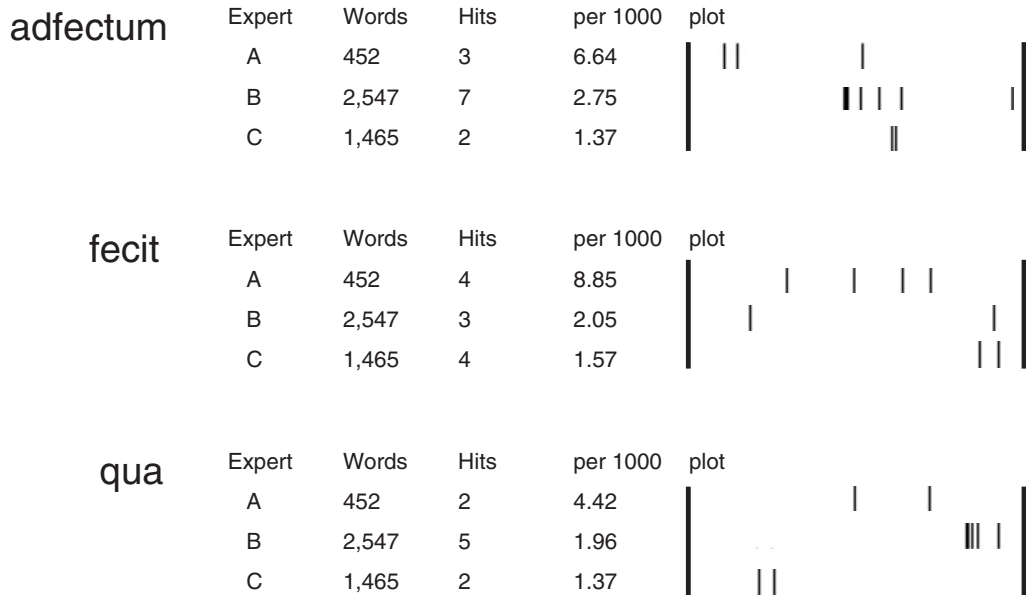 adfectum
Expert Words Hits per 1000 plot
A 452 3 6.64
B 2,547 7 2.75
C 1,465 2 1.37
fecit
Expert Words Hits per 1000 plot
A 452 4 8.85
B 2,547 3 2.05
C 1,465 4 1.57
qua
Expert Words Hits per 1000 plot
A 452 2 4.42
B 2,547 5 1.96
C 1,465 2 1.37